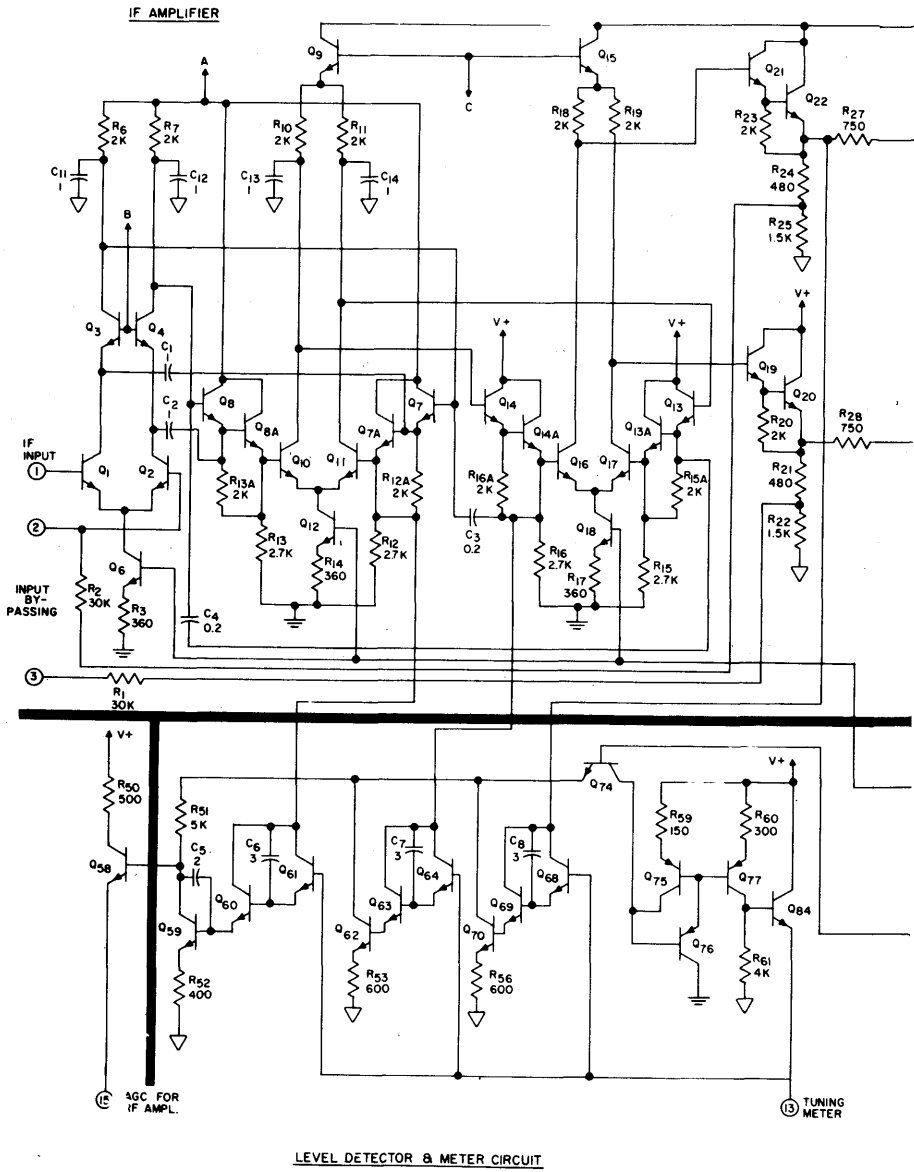 IF AMPLIFIER
Q9
Q15
Q21
Q22
A
C
R6
2K
R7
2K
R10
2K
R11
2K
R18
2K
R19
2K
R23
2K
R27
750
C11
1
C12
1
C13
1
C14
1
R24
480
R25
1.5K
B
V+
V+
V+
Q3
Q4
C1
1
C2
1
Q8
Q8A
Q7
Q7A
Q14
Q14A
Q13
Q13A
Q19
Q20
R20
2K
R28
750
IF
INPUT
1
Q1
Q2
Q10
Q11
Q16
Q17
R13A
2K
R12A
2K
R16A
2K
R15A
2K
R21
480
R22
1.5K
2
Q6
Q12
Q18
C3
0.2
R13
2.7K
R14
360
R12
2.7K
R16
2.7K
R17
360
R15
2.7K
INPUT
BY-
PASSING
R2
30K
R3
360
C4
0.2
3
R1
30K
V+
V+
R50
500
R51
5K
Q74
R59
150
R60
300
C5
2
C6
3
C7
3
C8
3
Q58
Q59
Q60
Q61
Q62
Q63
Q64
Q70
Q69
Q68
Q75
Q77
Q84
Q76
R52
400
R53
600
R56
600
R61
4K
15
AGC FOR
RF AMPL.
13
TUNING
METER
LEVEL DETECTOR & METER CIRCUIT